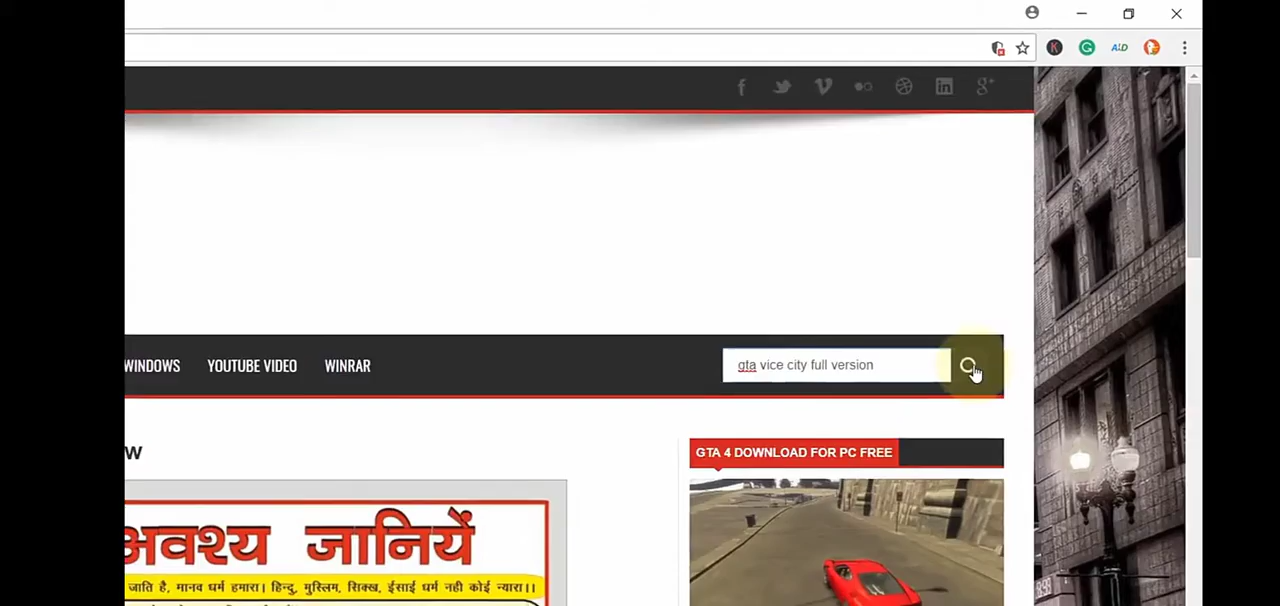 WINDOWS YOUTUBE VIDEO WINRAR
gta vice city full version
w
GTA 4 DOWNLOAD FOR PC FREE
अवश्य जानियें
जाति है, मानव धर्म हमारा। हिन्दु, मुस्लिम, सिक्ख, ईसाई धर्म नही कोई न्यारा।।